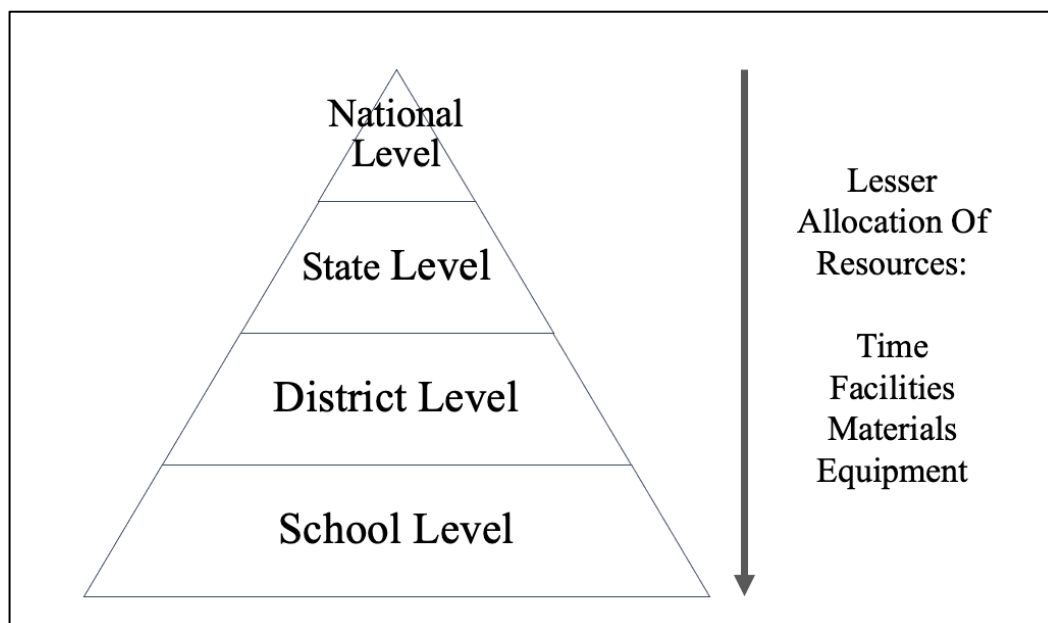 National
Level
State Level
District Level
School Level
Lesser
Allocation Of
Resources:
Time
Facilities
Materials
Equipment